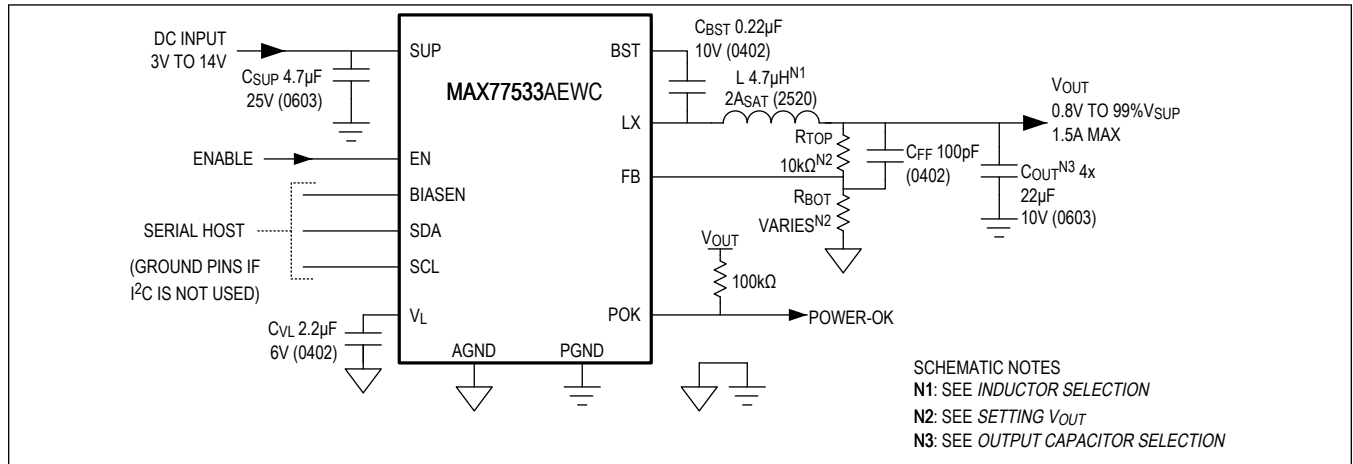 DC INPUT
3V TO 14V
CSUP 4.7µF
25V (0603)
ENABLE
SERIAL HOST
(GROUND PINS IF
I²C IS NOT USED)
CVL 2.2µF
6V (0402)
MAX77533AEWC
SUP
EN
BIASEN
SDA
SCL
VL
AGND
PGND
BST
LX
FB
POK
CBST 0.22µF
10V (0402)
L 4.7µHN1
2ASAT (2520)
RTOP
10kΩN2
CFF 100pF
(0402)
RBOT
VARIESN2
VOUT
0.8V TO 99%VSUP
1.5A MAX
COUTN3 4x
22µF
10V (0603)
VOUT
100kΩ
POWER-OK
SCHEMATIC NOTES
N1: SEE INDUCTOR SELECTION
N2: SEE SETTING VOUT
N3: SEE OUTPUT CAPACITOR SELECTION